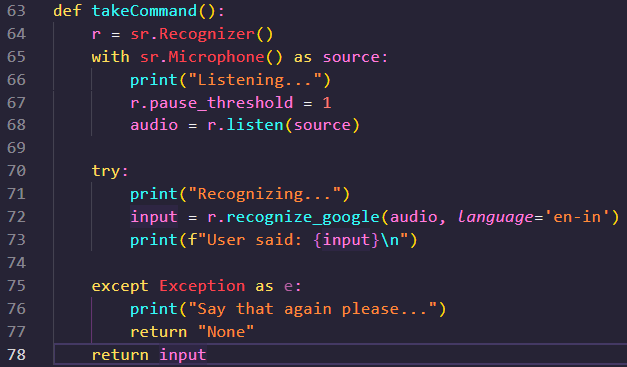 63 def takeCommand():
64     r = sr.Recognizer()
65     with sr.Microphone() as source:
66         print("Listening...")
67         r.pause_threshold = 1
68         audio = r.listen(source)
69
70     try:
71         print("Recognizing...")
72         input = r.recognize_google(audio, language='en-in')
73         print(f"User said: {input}\n")
74
75     except Exception as e:
76         print("Say that again please...")
77         return "None"
78     return input